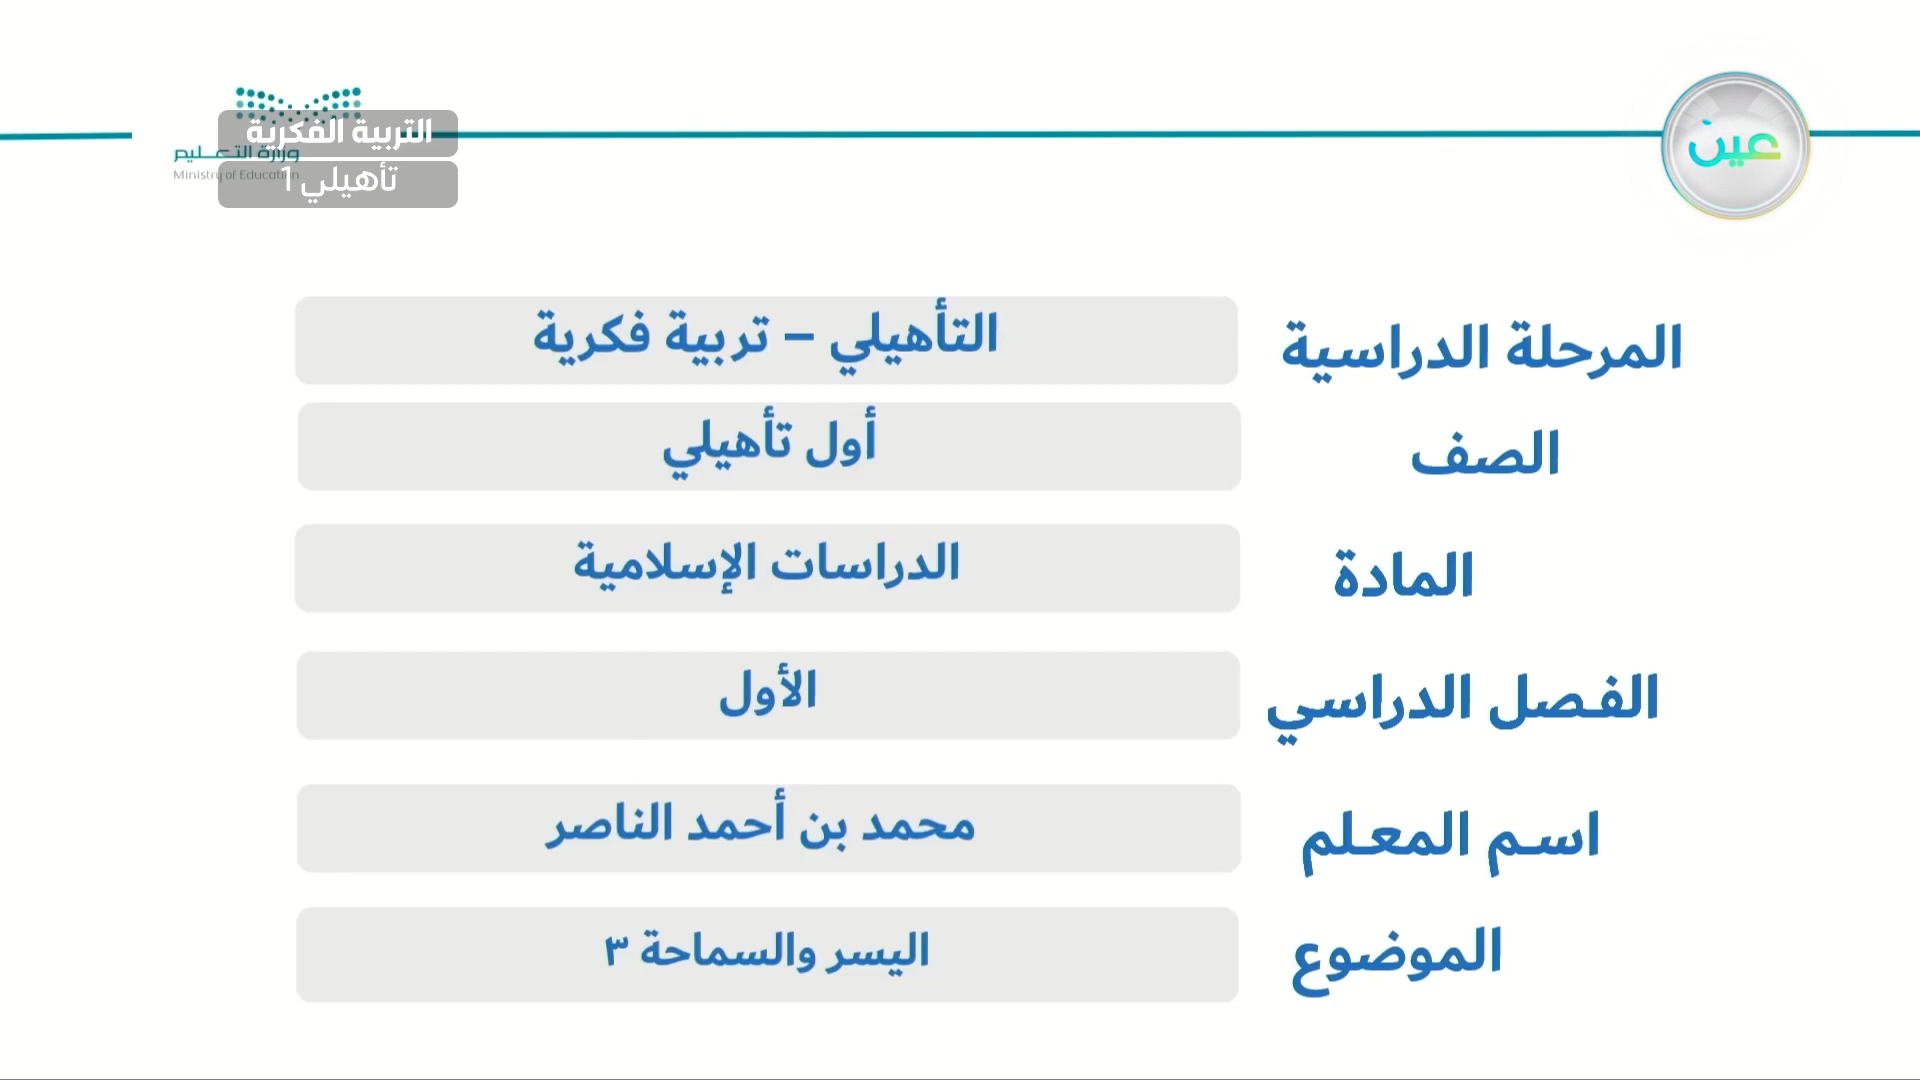 وزارة التعليم
Ministry of Education
التربية الفكرية
تأهيلي ١
عين
المرحلة الدراسية
التأهيلي – تربية فكرية
الصف
أول تأهيلي
المادة
الدراسات الإسلامية
الفصل الدراسي
الأول
اسم المعلم
محمد بن أحمد الناصر
الموضوع
اليسر والسماحة ٣